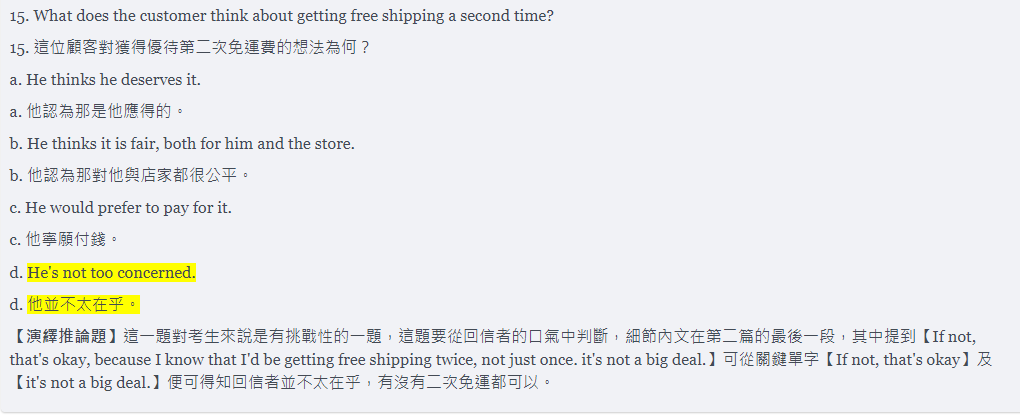 15. What does the customer think about getting free shipping a second time?
15. 這位顧客對獲得優待第二次免運費的想法為何？
a. He thinks he deserves it.
a. 他認為那是他應得的。
b. He thinks it is fair, both for him and the store.
b. 他認為那對他與店家都很公平。
c. He would prefer to pay for it.
c. 他寧願付錢。
d. He's not too concerned.
d. 他並不太在乎。
【演繹推論題】這一題對考生來說是有挑戰性的一題，這題要從回信者的口氣中判斷，細節內文在第二篇的最後一段，其中提到【If not,
that's okay, because I know that I'd be getting free shipping twice, not just once. it's not a big deal.】可從關鍵單字【If not, that's okay】及
【it's not a big deal.】便可得知回信者並不太在乎，有沒有二次免運都可以。